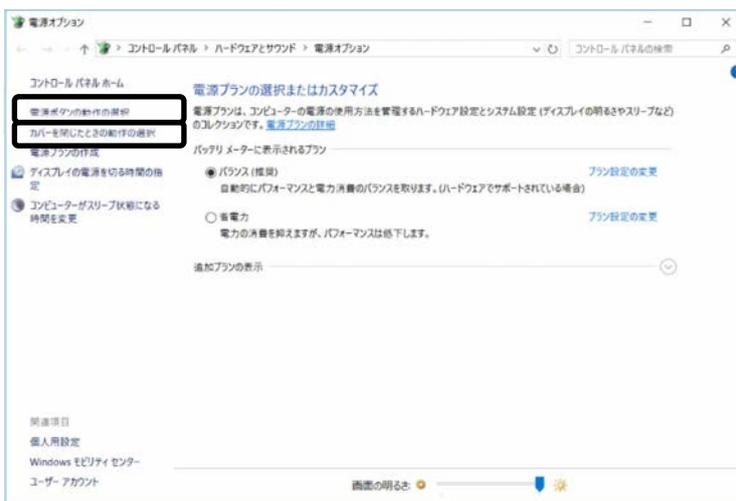 電源オプション
コントロール パネル > ハードウェアとサウンド > 電源オプション
コントロール パネルの検索
コントロール パネル ホーム
電源ボタンの動作の選択
カバーを閉じたときの動作の選択
電源プランの作成
ディスプレイの電源を切る時間の指
定
コンピューターがスリープ状態になる
時間を変更
電源プランの選択またはカスタマイズ
電源プランは、コンピューターの電源の使用方法を管理するハードウェア設定とシステム設定 (ディスプレイの明るさやスリープなど)
のコレクションです。電源プランの詳細
バッテリ メーターに表示されるプラン
バランス (推奨)
プラン設定の変更
自動的にパフォーマンスと電力消費のバランスを取ります。(ハードウェアでサポートされている場合)
省電力
プラン設定の変更
電力の消費を抑えますが、パフォーマンスは低下します。
追加プランの表示
関連項目
個人用設定
Windows モビリティ センター
ユーザー アカウント
画面の明るさ: